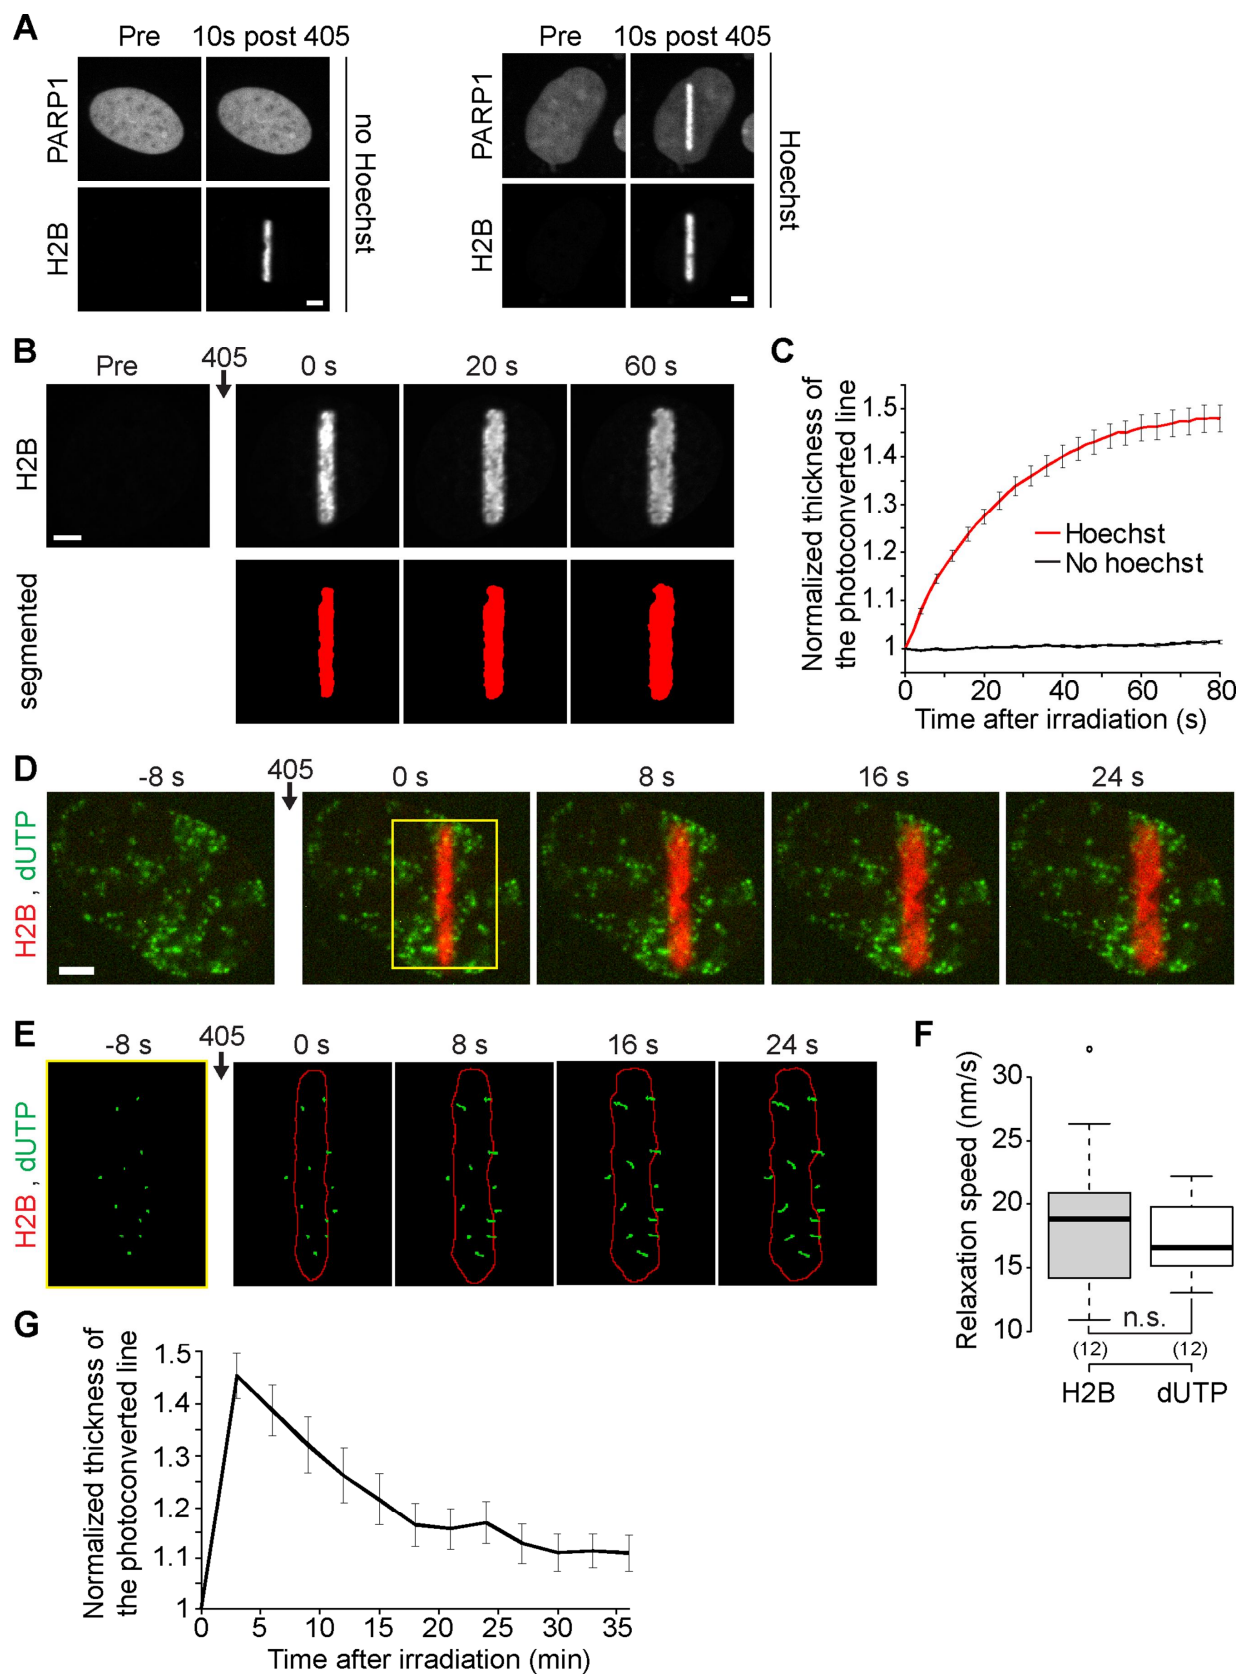 A
Pre 10s post 405
PARP1
H2B
no Hoechst
Pre 10s post 405
PARP1
H2B
Hoechst
B
Pre 405 0 s 20 s 60 s
H2B
segmented
C
Normalized thickness of
the photoconverted line
1.5
1.4
1.3
1.2
1.1
1
Hoechst
No hoechst
0 20 40 60 80
Time after irradiation (s)
D
-8 s 405 0 s 8 s 16 s 24 s
H2B , dUTP
E
-8 s 405 0 s 8 s 16 s 24 s
H2B , dUTP
F
Relaxation speed (nm/s)
30
25
20
15
10
n.s.
(12) (12)
H2B dUTP
G
Normalized thickness of
the photoconverted line
1.5
1.4
1.3
1.2
1.1
1
0 5 10 15 20 25 30 35
Time after irradiation (min)